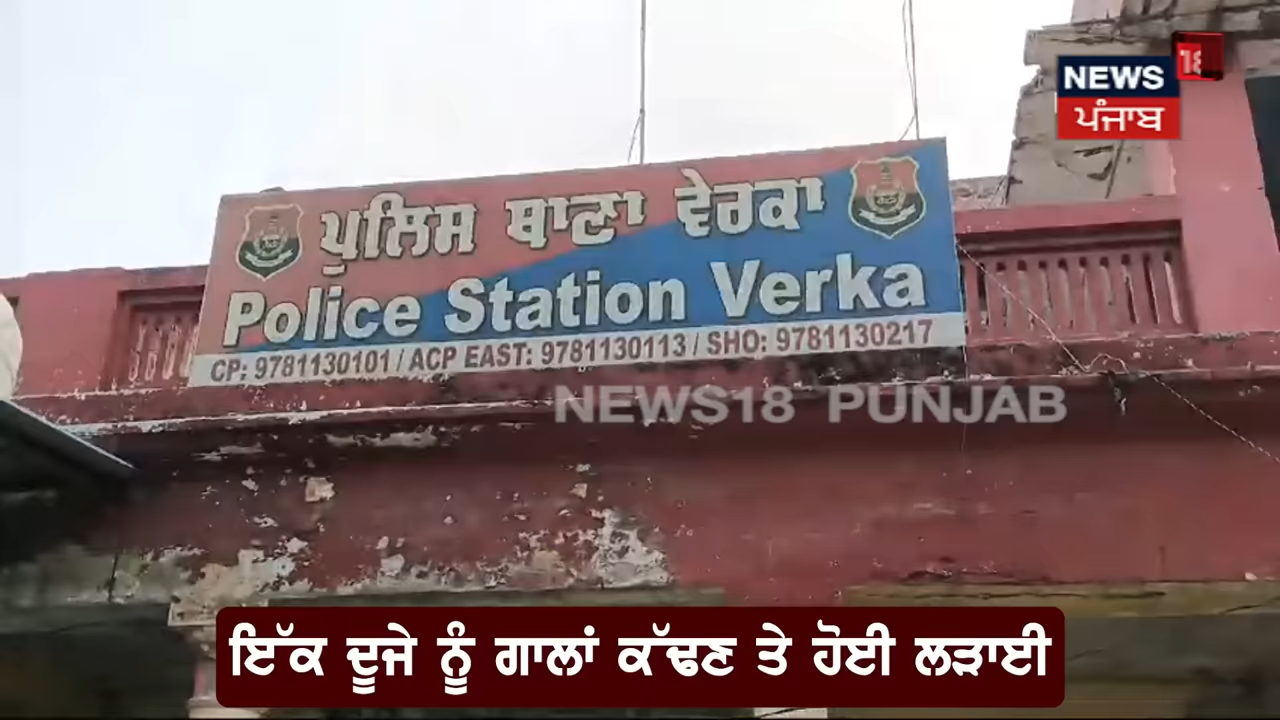 NEWS 18
ਪੰਜਾਬ
ਪੁਲਿਸ ਥਾਣਾ ਵੇਰਕਾ
Police Station Verka
CP: 9781130101 / ACP EAST: 9781130113 / SHO: 9781130217
NEWS18 PUNJAB
ਇੱਕ ਦੂਜੇ ਨੂੰ ਗਾਲਾਂ ਕੱਢਣ ਤੇ ਹੋਈ ਲੜਾਈ